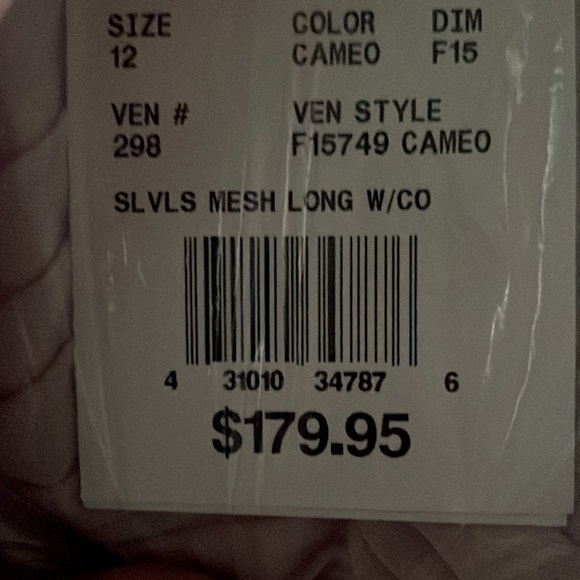 SIZE COLOR DIM
12 CAMEO F15
VEN # VEN STYLE
298 F15749 CAMEO
SLVLS MESH LONG W/CO
4 31010 34787 6
$179.95